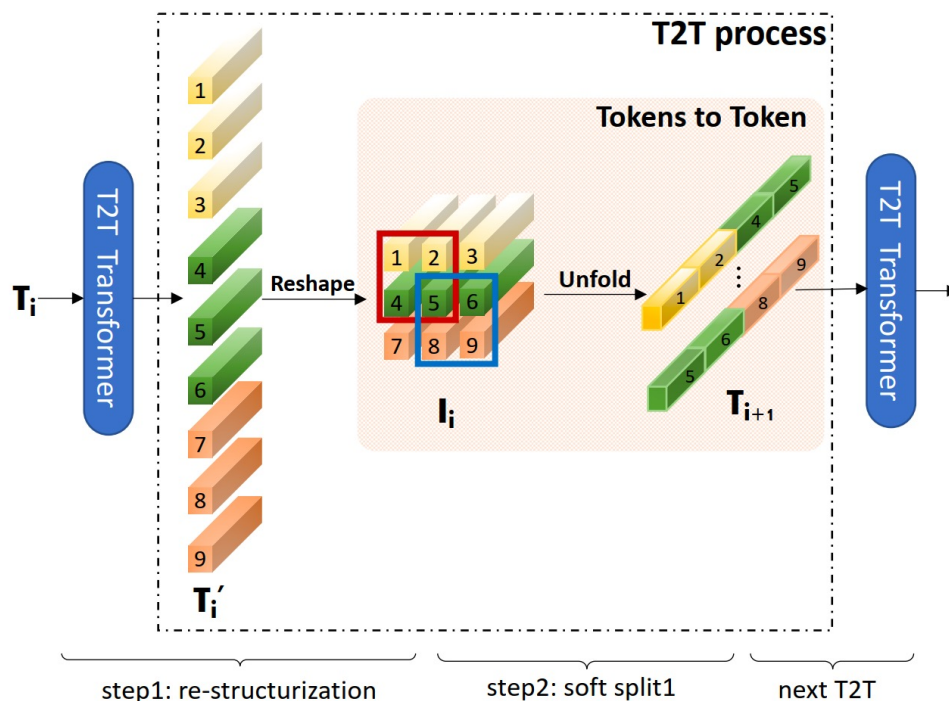 T2T process
Tokens to Token
T2T Transformer
T2T Transformer
1
2
3
4
5
6
7
8
9
1 2 3
4 5 6
7 8 9
1 2 4 5
5 6 8 9
⋮
Tᵢ
Reshape
Unfold
Iᵢ
Tᵢ₊₁
Tᵢ′
step1: re-structurization
step2: soft split1
next T2T